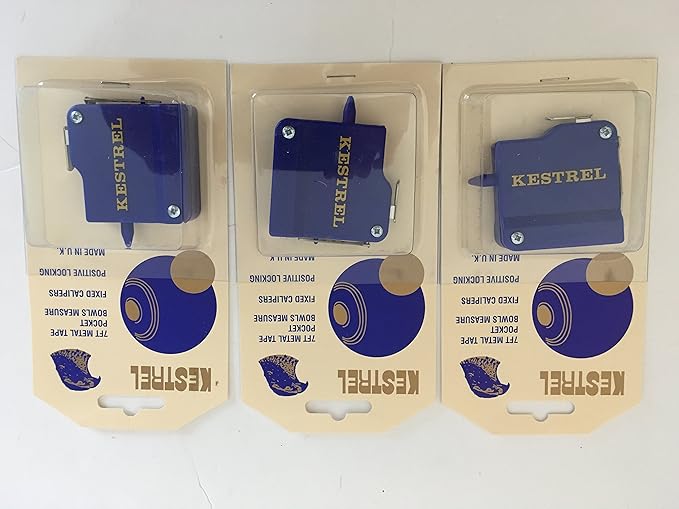 KESTREL
7FT METAL TAPE
POCKET
BOWLS MEASURE
FIXED CALIPERS
POSITIVE LOCKING
MADE IN U.K.
KESTREL
KESTREL
7FT METAL TAPE
POCKET
BOWLS MEASURE
FIXED CALIPERS
POSITIVE LOCKING
MADE IN U.K.
KESTREL
KESTREL
7FT METAL TAPE
POCKET
BOWLS MEASURE
FIXED CALIPERS
POSITIVE LOCKING
MADE IN U.K.
KESTREL